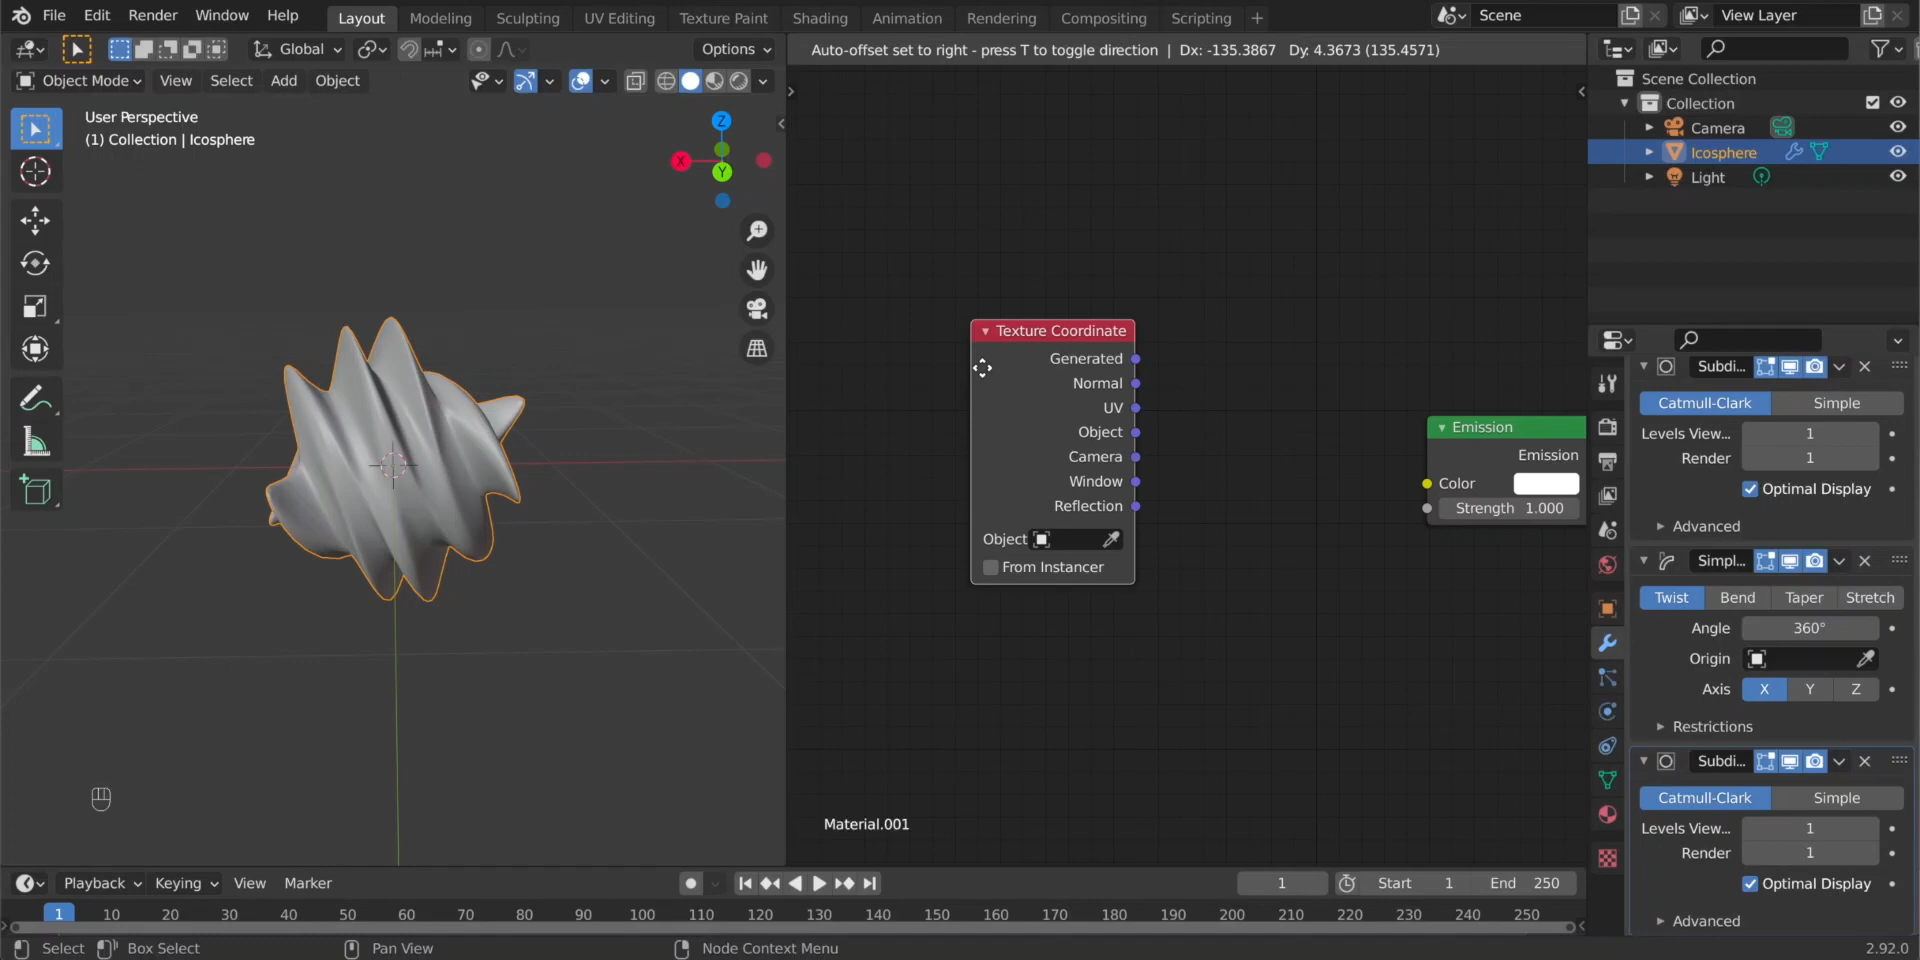 File Edit Render Window Help Layout Modeling Sculpting UV Editing Texture Paint Shading Animation Rendering Compositing Scripting + Scene View Layer
Global Options
Auto-offset set to right - press T to toggle direction | Dx: -135.3867 Dy: 4.3673 (135.4571)
Object Mode View Select Add Object
User Perspective
(1) Collection | Icosphere
Z
X
Y
Scene Collection
Collection
Camera
Icosphere
Light
Texture Coordinate
Generated
Normal
UV
Object
Camera
Window
Reflection
Object
From Instancer
Emission
Emission
Color
Strength 1.000
Material.001
Subdi...
Catmull-Clark Simple
Levels View... 1
Render 1
Optimal Display
Advanced
Simpl...
Twist Bend Taper Stretch
Angle 360°
Origin
Axis X Y Z
Restrictions
Subdi...
Catmull-Clark Simple
Levels View... 1
Render 1
Optimal Display
Advanced
Playback Keying View Marker 1 Start 1 End 250
1 10 20 30 40 50 60 70 80 90 100 110 120 130 140 150 160 170 180 190 200 210 220 230 240 250
Select Box Select Pan View Node Context Menu 2.92.0